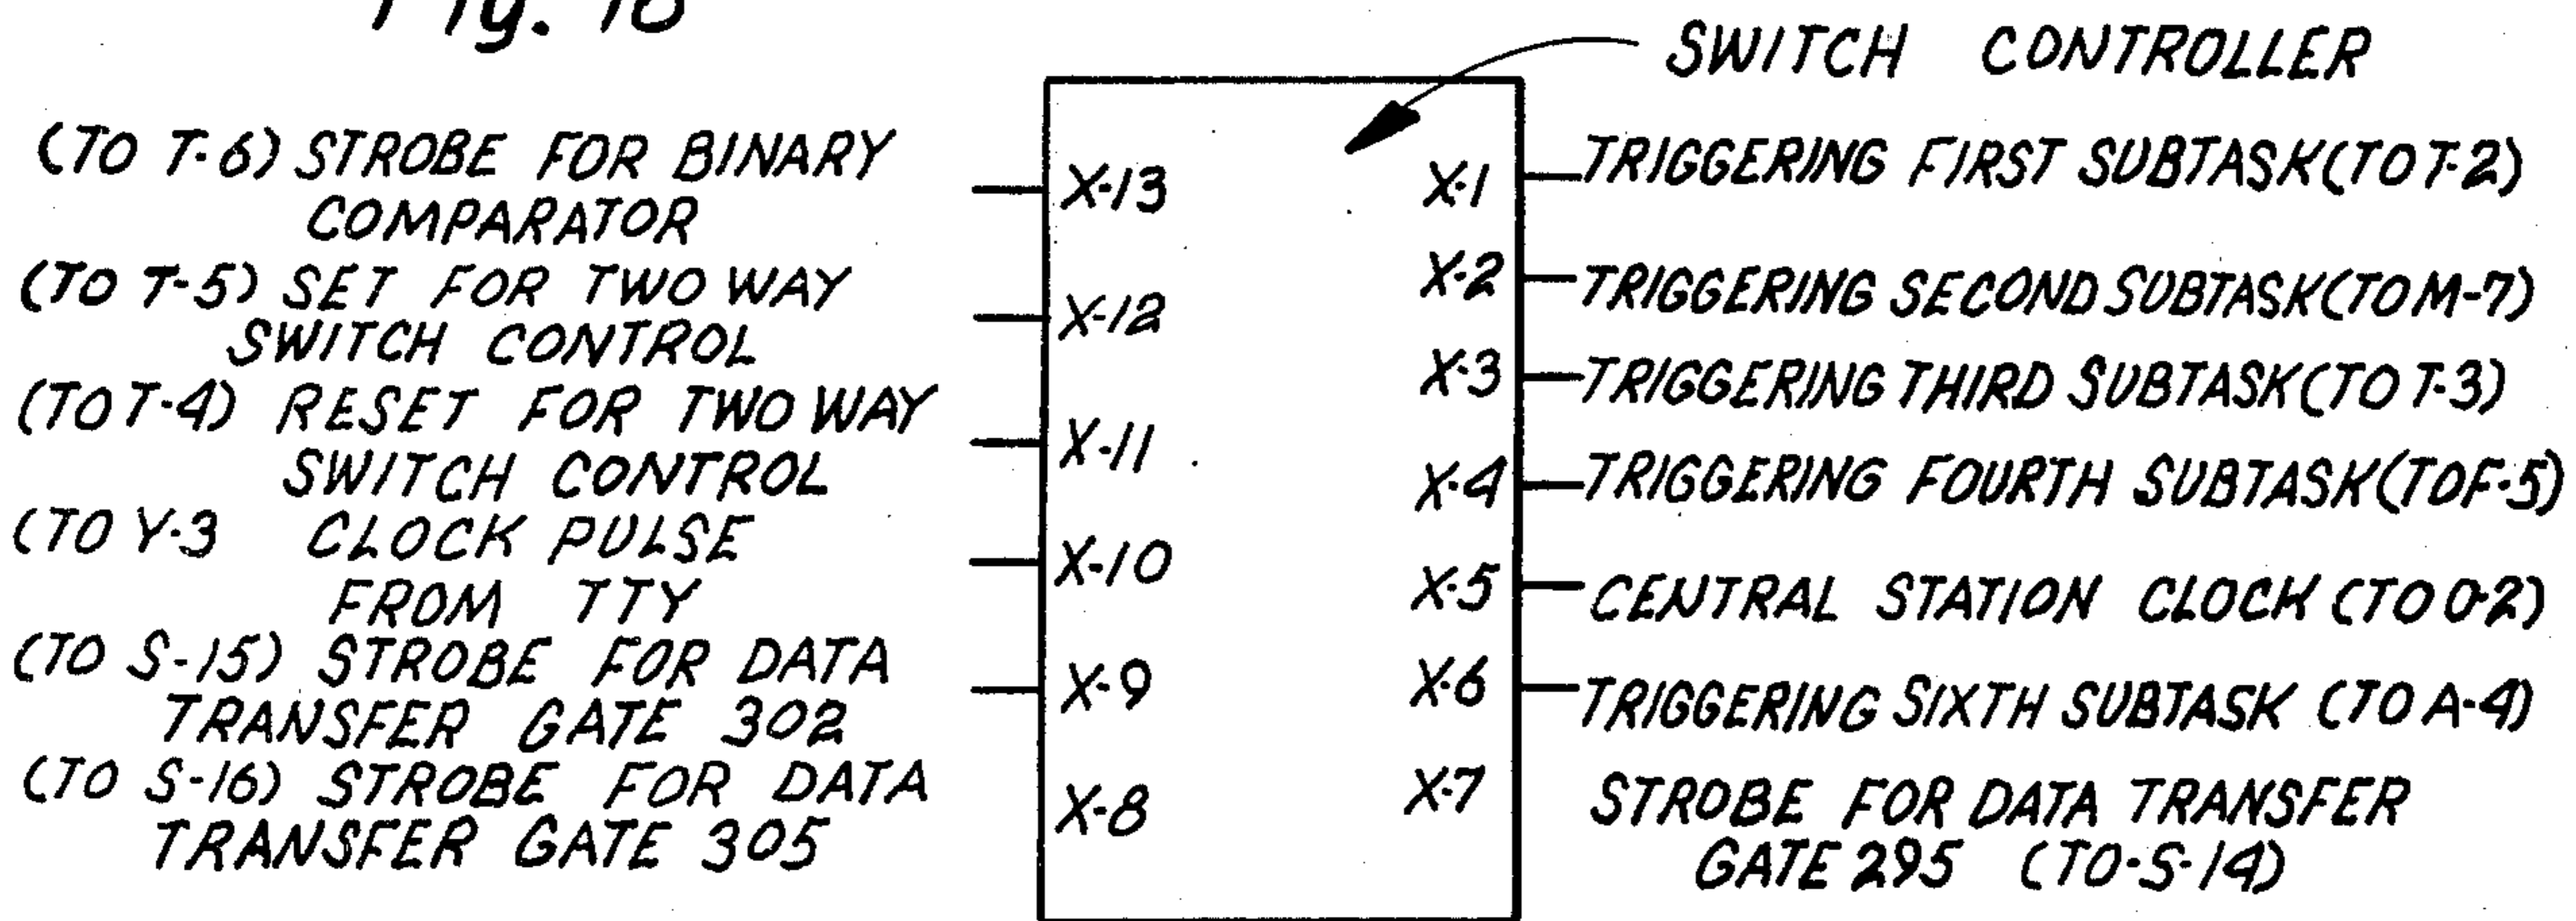 Fig. 18
SWITCH CONTROLLER
(TO T-6) STROBE FOR BINARY
COMPARATOR
(TO T-5) SET FOR TWO WAY
SWITCH CONTROL
(TO T-4) RESET FOR TWO WAY
SWITCH CONTROL
(TO Y-3 CLOCK PULSE
FROM TTY
(TO S-15) STROBE FOR DATA
TRANSFER GATE 302
(TO S-16) STROBE FOR DATA
TRANSFER GATE 305
X-13
X-12
X-11
X-10
X-9
X-8
X-1
X-2
X-3
X-4
X-5
X-6
X-7
TRIGGERING FIRST SUBTASK (TO T-2)
TRIGGERING SECOND SUBTASK (TO M-7)
TRIGGERING THIRD SUBTASK (TO T-3)
TRIGGERING FOURTH SUBTASK (TO F-5)
CENTRAL STATION CLOCK (TO O-2)
TRIGGERING SIXTH SUBTASK (TO A-4)
STROBE FOR DATA TRANSFER
GATE 295 (TO-S-14)